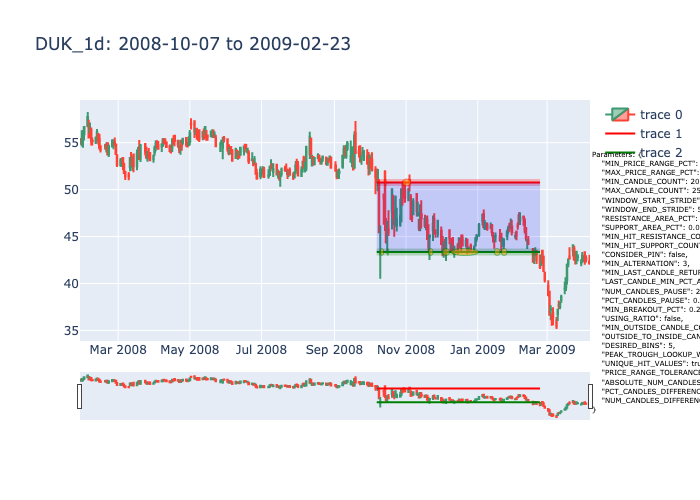 DUK_1d: 2008-10-07 to 2009-02-23
trace 0
trace 1
trace 2
Parameters: {
"MIN_PRICE_RANGE_PCT":
"MAX_PRICE_RANGE_PCT":
"MIN_CANDLE_COUNT": 20
"MAX_CANDLE_COUNT": 25
"WINDOW_START_STRIDE"
"WINDOW_END_STRIDE": 5
"RESISTANCE_AREA_PCT":
"SUPPORT_AREA_PCT": 0.0
"MIN_HIT_RESISTANCE_CO
"MIN_HIT_SUPPORT_COUNT
"CONSIDER_PIN": false,
"MIN_ALTERNATION": 3,
"MIN_LAST_CANDLE_RETUR
"LAST_CANDLE_MIN_PCT_A
"NUM_CANDLES_PAUSE": 2
"PCT_CANDLES_PAUSE": 0.
"MIN_BREAKOUT_PCT": 0.2
"USING_RATIO": false,
"MIN_OUTSIDE_CANDLE_CO
"OUTSIDE_TO_INSIDE_CAN
"DESIRED_BINS": 5,
"PEAK_TROUGH_LOOKUP_W
"UNIQUE_HIT_VALUES": tru
"PRICE_RANGE_TOLERANC
"ABSOLUTE_NUM_CANDLES
"PCT_CANDLES_DIFFERENC
"NUM_CANDLES_DIFFEREN
}
55
50
45
40
35
Mar 2008 May 2008 Jul 2008 Sep 2008 Nov 2008 Jan 2009 Mar 2009